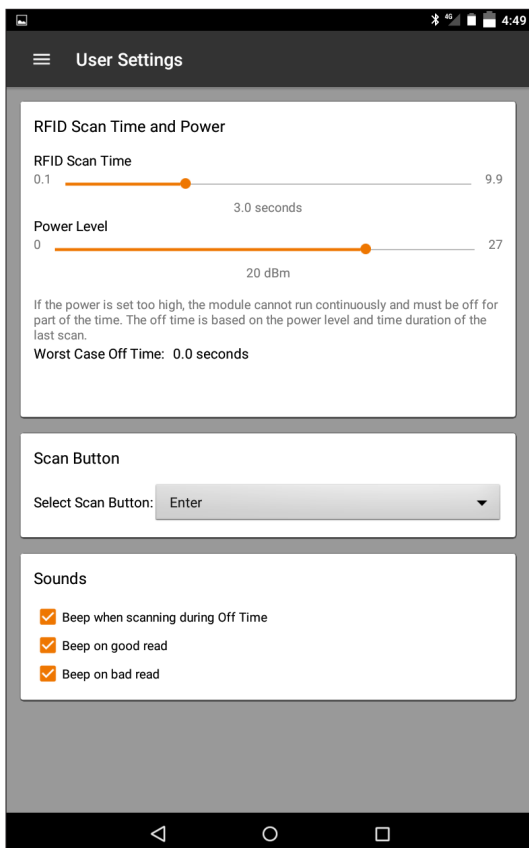 4G 4:49
User Settings
RFID Scan Time and Power
RFID Scan Time
0.1 9.9
3.0 seconds
Power Level
0 27
20 dBm
If the power is set too high, the module cannot run continuously and must be off for
part of the time. The off time is based on the power level and time duration of the
last scan.
Worst Case Off Time: 0.0 seconds
Scan Button
Select Scan Button: Enter
Sounds
Beep when scanning during Off Time
Beep on good read
Beep on bad read